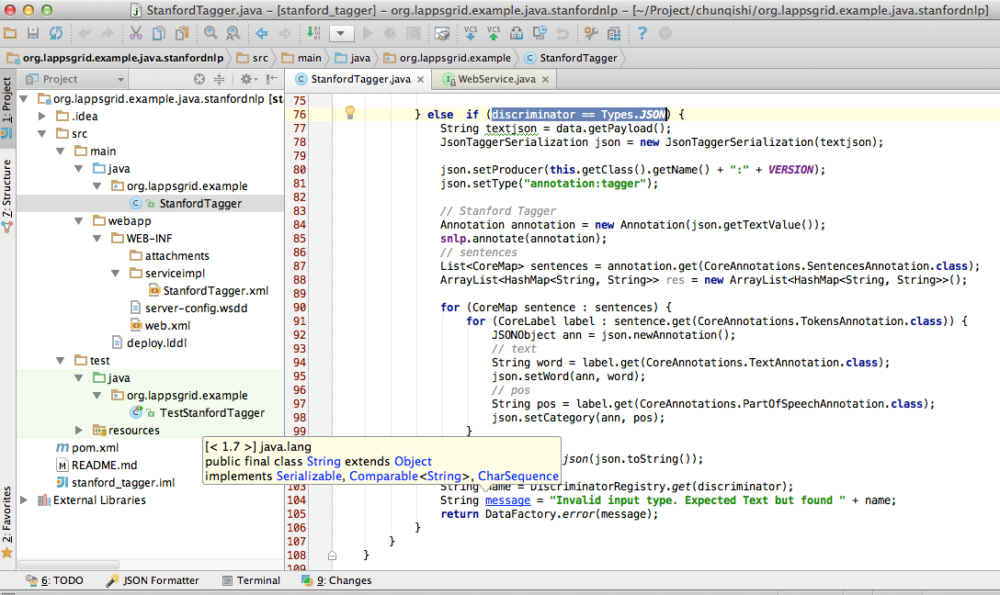 StanfordTagger.java – [stanford_tagger] – org.lappsgrid.example.java.stanfordnlp – [~/Project/chunqishi/org.lappsgrid.example.java.stanfordnlp]
VCS VCS ?
org.lappsgrid.example.java.stanfordnlp src main java org.lappsgrid.example StanfordTagger
Project
StanfordTagger.java WebService.java
1: Project
Z: Structure
2: Favorites
org.lappsgrid.example.java.stanfordnlp [st
.idea
src
main
java
org.lappsgrid.example
StanfordTagger
webapp
WEB-INF
attachments
serviceimpl
StanfordTagger.xml
server-config.wsdd
web.xml
deploy.lddl
test
java
org.lappsgrid.example
TestStanfordTagger
resources
pom.xml
README.md
stanford_tagger.iml
External Libraries
75
76 } else if (discriminator == Types.JSON) {
77 String textjson = data.getPayload();
78 JsonTaggerSerialization json = new JsonTaggerSerialization(textjson);
79
80 json.setProducer(this.getClass().getName() + ":" + VERSION);
81 json.setType("annotation:tagger");
82
83 // Stanford Tagger
84 Annotation annotation = new Annotation(json.getTextValue());
85 snlp.annotate(annotation);
86 // sentences
87 List<CoreMap> sentences = annotation.get(CoreAnnotations.SentencesAnnotation.class);
88 ArrayList<HashMap<String, String>> res = new ArrayList<HashMap<String, String>>();
89
90 for (CoreMap sentence : sentences) {
91 for (CoreLabel label : sentence.get(CoreAnnotations.TokensAnnotation.class)) {
92 JSONObject ann = json.newAnnotation();
93 // text
94 String word = label.get(CoreAnnotations.TextAnnotation.class);
95 json.setWord(ann, word);
96 // pos
97 String pos = label.get(CoreAnnotations.PartOfSpeechAnnotation.class);
98 json.setCategory(ann, pos);
99 }
[< 1.7 >] java.lang
public final class String extends Object
implements Serializable, Comparable<String>, CharSequence
json(json.toString());
103 String name = DiscriminatorRegistry.get(discriminator);
104 String message = "Invalid input type. Expected Text but found " + name;
105 return DataFactory.error(message);
106 }
107 }
108 }
109
6: TODO JSON Formatter Terminal 9: Changes